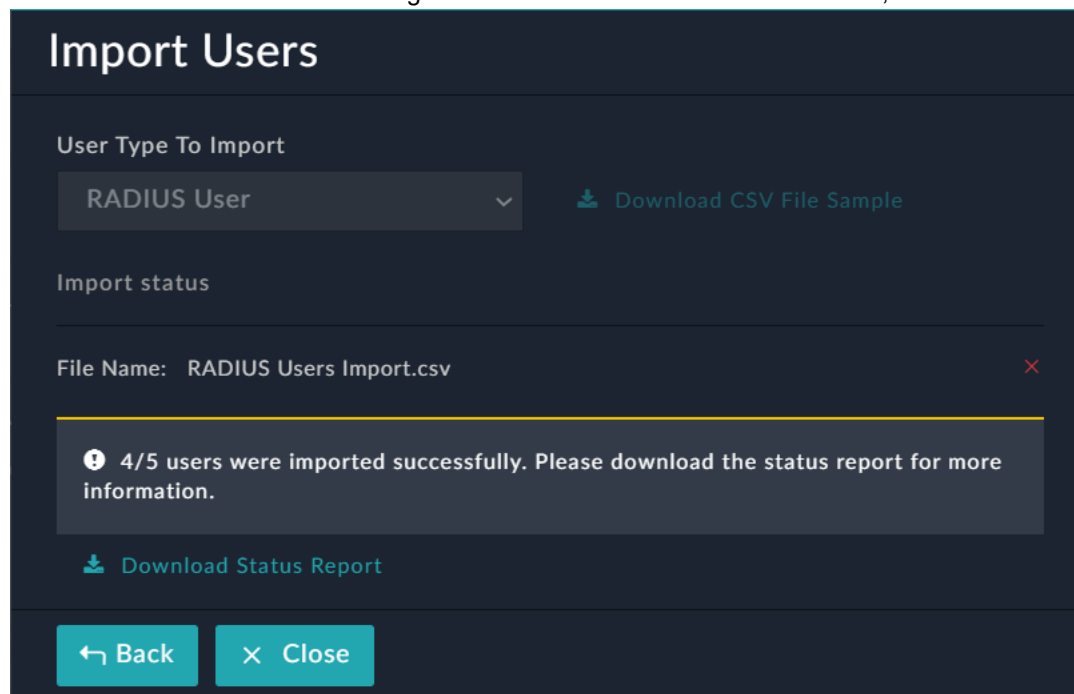 Import Users
User Type To Import
RADIUS User
Download CSV File Sample
Import status
File Name: RADIUS Users Import.csv
4/5 users were imported successfully. Please download the status report for more
information.
Download Status Report
Back
Close